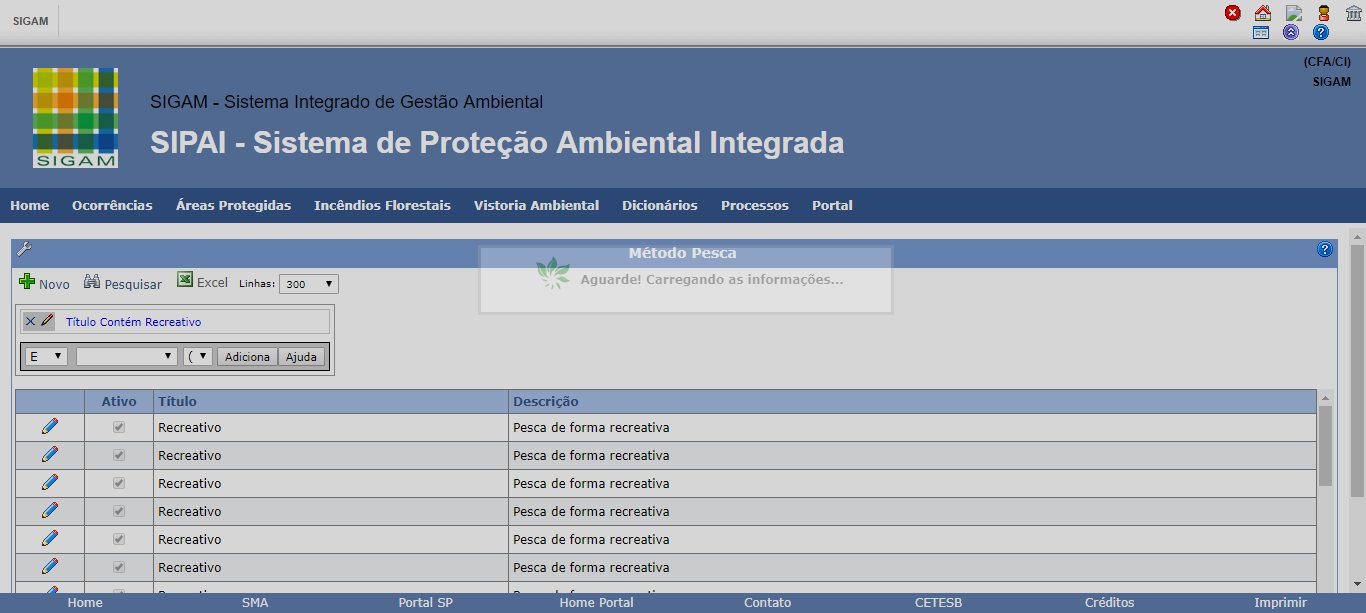 SIGAM
(CFA/CI)
SIGAM
SIGAM
SIGAM - Sistema Integrado de Gestão Ambiental
SIPAI - Sistema de Proteção Ambiental Integrada
Home Ocorrências Áreas Protegidas Incêndios Florestais Vistoria Ambiental Dicionários Processos Portal
Método Pesca
Aguarde! Carregando as informações...
Novo Pesquisar Excel Linhas: 300
Título Contém Recreativo
E ( Adiciona Ajuda
Ativo Título Descrição
Recreativo Pesca de forma recreativa
Recreativo Pesca de forma recreativa
Recreativo Pesca de forma recreativa
Recreativo Pesca de forma recreativa
Recreativo Pesca de forma recreativa
Recreativo Pesca de forma recreativa
Home SMA Portal SP Home Portal Contato CETESB Créditos Imprimir